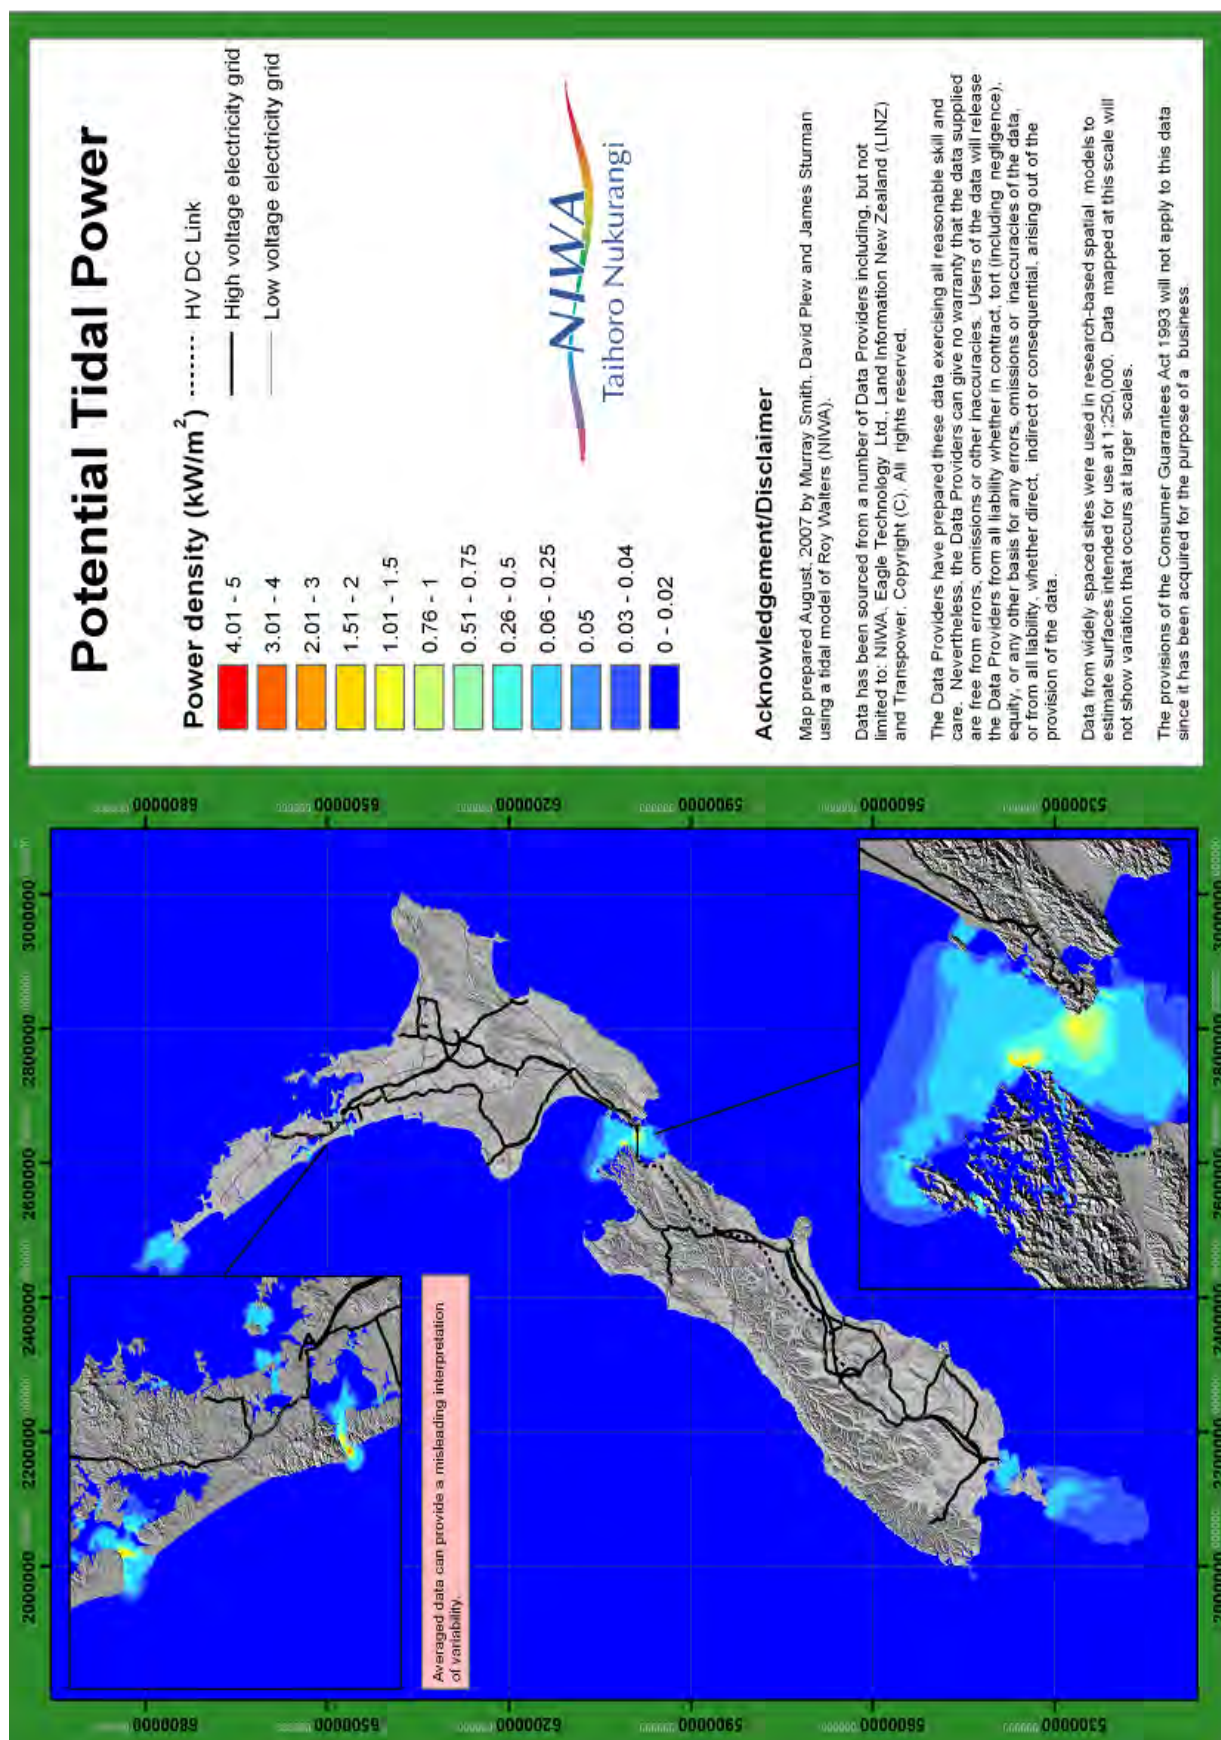 Potential Tidal Power
Power density (kW/m²)
4.01 - 5
3.01 - 4
2.01 - 3
1.51 - 2
1.01 - 1.5
0.76 - 1
0.51 - 0.75
0.26 - 0.5
0.06 - 0.25
0.05
0.03 - 0.04
0 - 0.02
HV DC Link
High voltage electricity grid
Low voltage electricity grid
NIWA
Taihoro Nukurangi
Acknowledgement/Disclaimer
Map prepared August, 2007 by Murray Smith, David Plew and James Sturman
using a tidal model of Roy Walters (NIWA).
Data has been sourced from a number of Data Providers including, but not
limited to: NIWA, Eagle Technology Ltd., Land Information New Zealand (LINZ)
and Transpower, Copyright (C). All rights reserved.
The Data Providers have prepared these data exercising all reasonable skill and
care. Nevertheless, the Data Providers can give no warranty that the data supplied
are free from errors, omissions or other inaccuracies. Users of the data will release
the Data Providers from all liability whether in contract, tort (including negligence),
equity, or any other basis for any errors, omissions or inaccuracies of the data,
or from all liability, whether direct, indirect or consequential, arising out of the
provision of the data.
Data from widely spaced sites were used in research-based spatial models to
estimate surfaces intended for use at 1:250,000. Data mapped at this scale will
not show variation that occurs at larger scales.
The provisions of the Consumer Guarantees Act 1993 will not apply to this data
since it has been acquired for the purpose of a business.
2000000
2200000
2400000
2600000
2800000
3000000
6800000
6500000
6200000
5900000
5600000
5300000
6800000
6500000
6200000
5900000
5600000
5300000
Averaged data can provide a misleading interpretation
of variability.
2000000
2200000
2400000
2600000
2800000
3000000